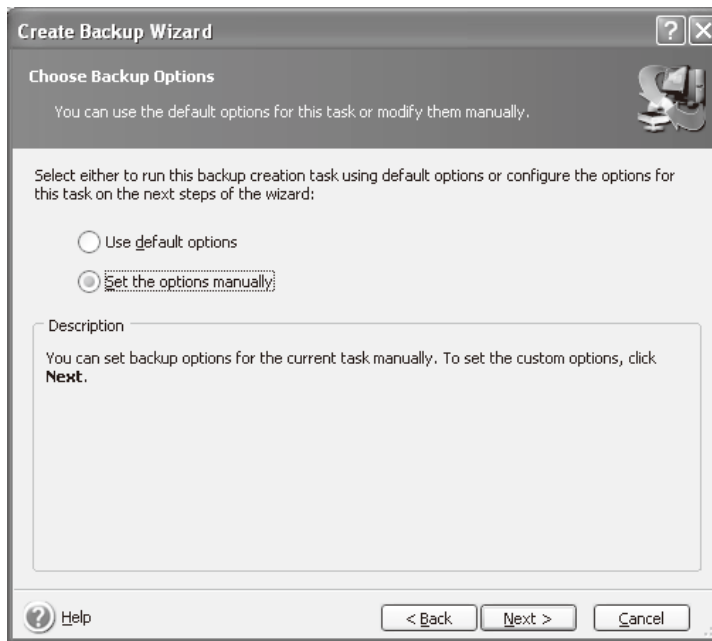 Create Backup Wizard
Choose Backup Options
You can use the default options for this task or modify them manually.
Select either to run this backup creation task using default options or configure the options for
this task on the next steps of the wizard:
Use default options
Set the options manually
Description
You can set backup options for the current task manually. To set the custom options, click
Next.
Help
< Back
Next >
Cancel